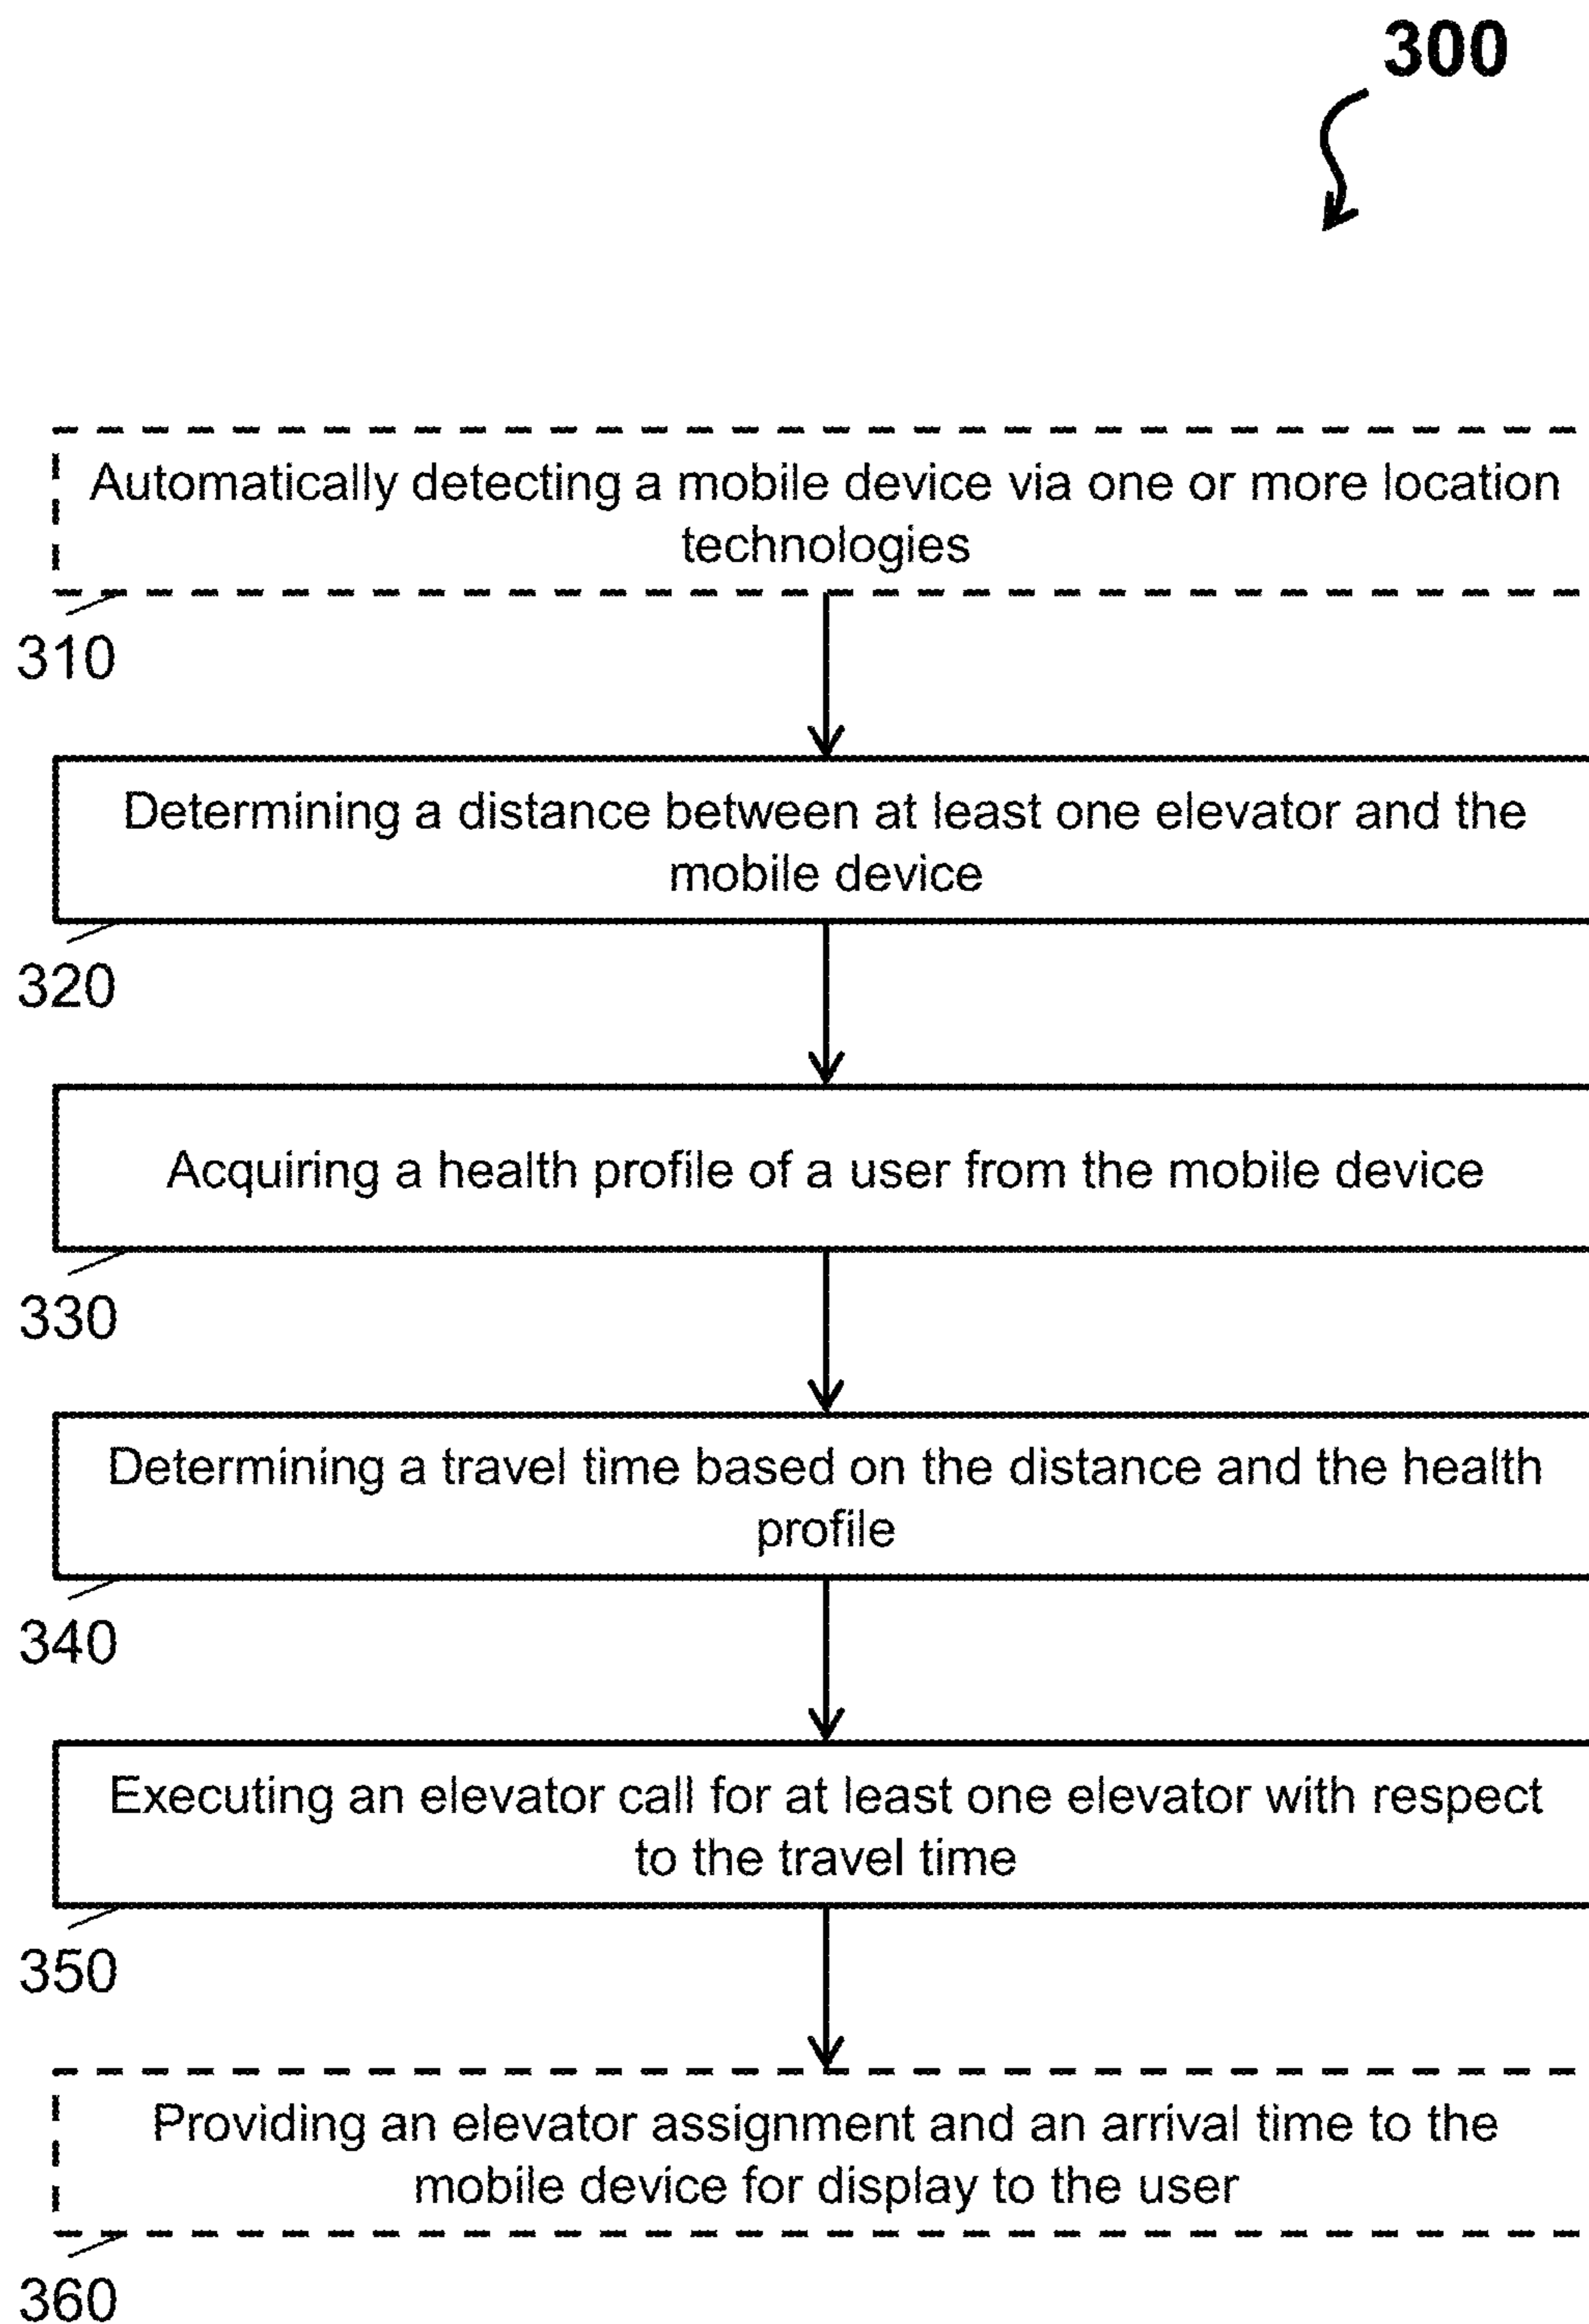 300
Automatically detecting a mobile device via one or more location
technologies
310
Determining a distance between at least one elevator and the
mobile device
320
Acquiring a health profile of a user from the mobile device
330
Determining a travel time based on the distance and the health
profile
340
Executing an elevator call for at least one elevator with respect
to the travel time
350
Providing an elevator assignment and an arrival time to the
mobile device for display to the user
360